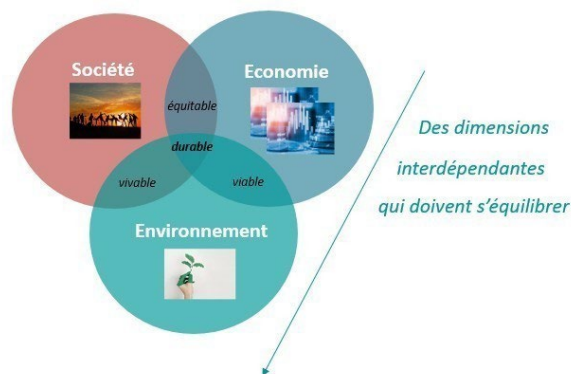 Société
Economie
équitable
durable
vivable
viable
Environnement
Des dimensions
interdépendantes
qui doivent s'équilibrer